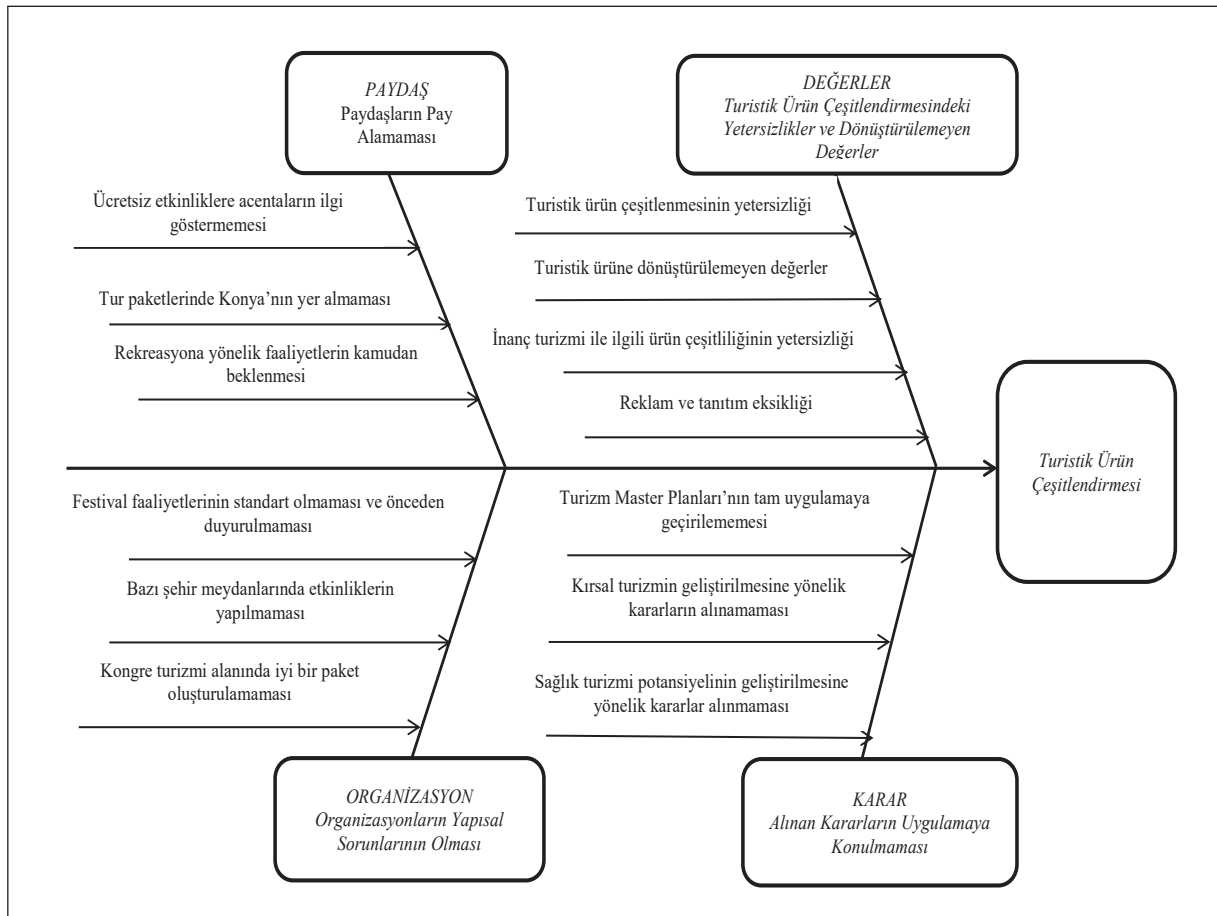 PAYDAŞ
Paydaşların Pay
Alamaması
DEĞERLER
Turistik Ürün Çeşitlendirmesindeki
Yetersizlikler ve Dönüştürülemeyen
Değerler
Ücretsiz etkinliklere acentaların ilgi
göstermemesi
Tur paketlerinde Konya’nın yer almaması
Rekreasyona yönelik faaliyetlerin kamudan
beklenmesi
Turistik ürün çeşitlenmesinin yetersizliği
Turistik ürüne dönüştürülemeyen değerler
İnanç turizmi ile ilgili ürün çeşitliliğinin yetersizliği
Reklam ve tanıtım eksikliği
Turistik Ürün
Çeşitlendirmesi
Festival faaliyetlerinin standart olmaması ve önceden
duyurulmaması
Bazı şehir meydanlarında etkinliklerin
yapılmaması
Kongre turizmi alanında iyi bir paket
oluşturulamaması
Turizm Master Planları’nın tam uygulamaya
geçirilememesi
Kırsal turizmin geliştirilmesine yönelik
kararların alınamaması
Sağlık turizmi potansiyelinin geliştirilmesine
yönelik kararlar alınmaması
ORGANİZASYON
Organizasyonların Yapısal
Sorunlarının Olması
KARAR
Alınan Kararların Uygulamaya
Konulmaması